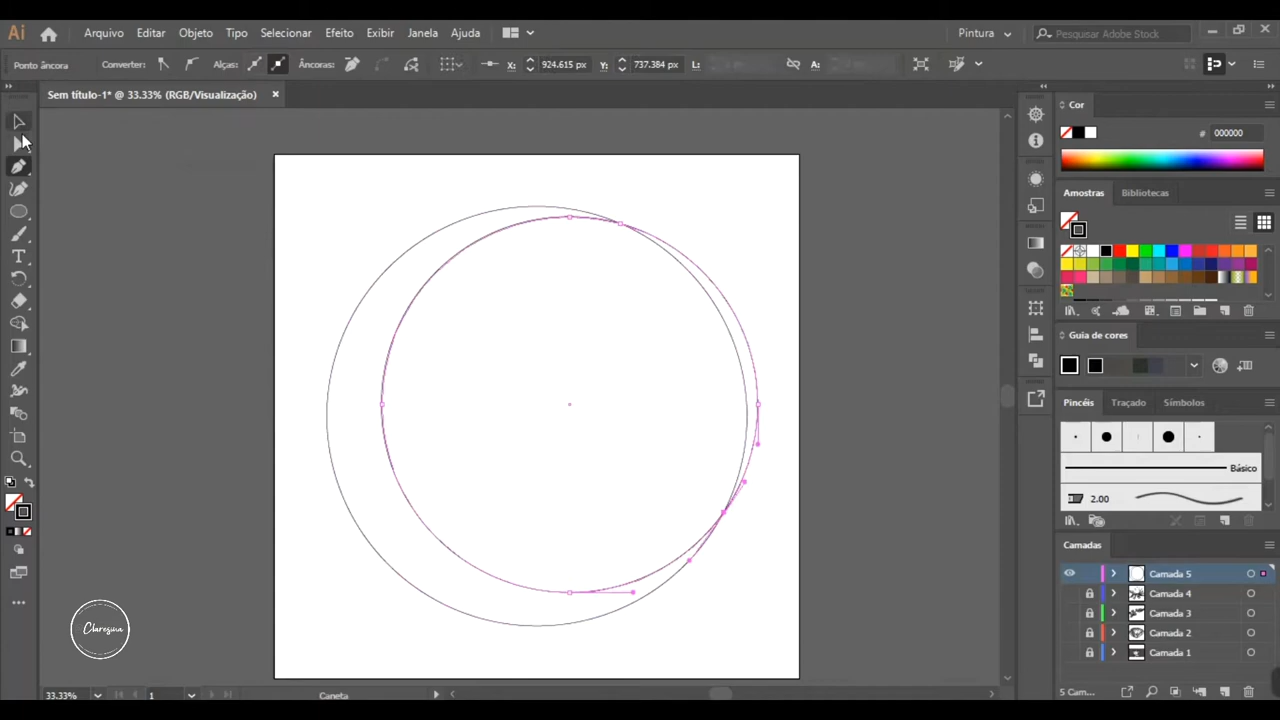 Ai
Arquivo Editar Objeto Tipo Selecionar Efeito Exibir Janela Ajuda
Pintura
Pesquisar Adobe Stock
Ponto âncora
Converter:
Alças:
Âncoras:
X: 924.615 px
Y: 737.384 px
L:
A:
Sem título-1* @ 33.33% (RGB/Visualização)
Cor
# 000000
Amostras Bibliotecas
Guia de cores
Pincéis Traçado Símbolos
Básico
2.00
Camadas
Camada 5
Camada 4
Camada 3
Camada 2
Camada 1
5 Cam...
33.33%
1
Caneta